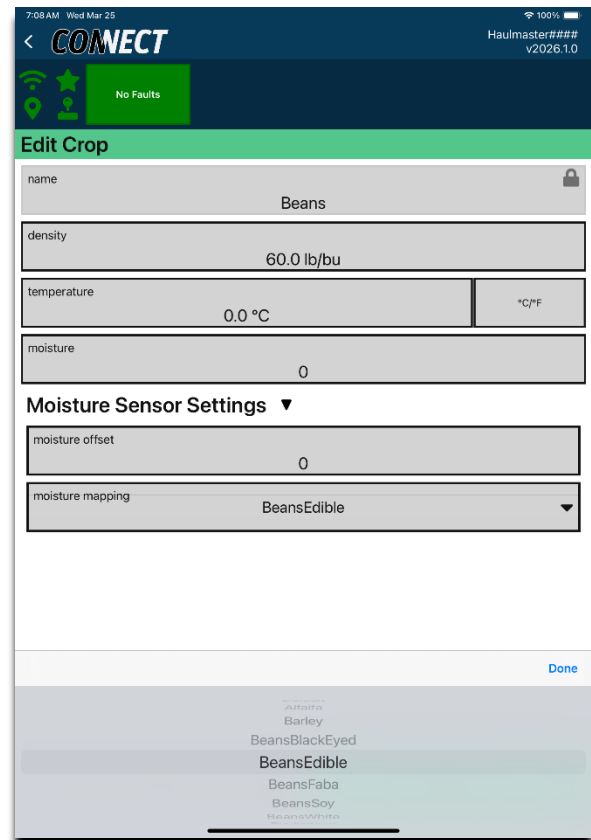 7:08 AM Wed Mar 25
100%
CONNECT
Haulmaster####
v2026.1.0
No Faults
Edit Crop
name
Beans
density
60.0 lb/bu
temperature
0.0 °C
°C/°F
moisture
0
Moisture Sensor Settings ▼
moisture offset
0
moisture mapping
BeansEdible
Done
Alfalfa
Barley
BeansBlackEyed
BeansEdible
BeansFaba
BeansSoy
BeansWhite